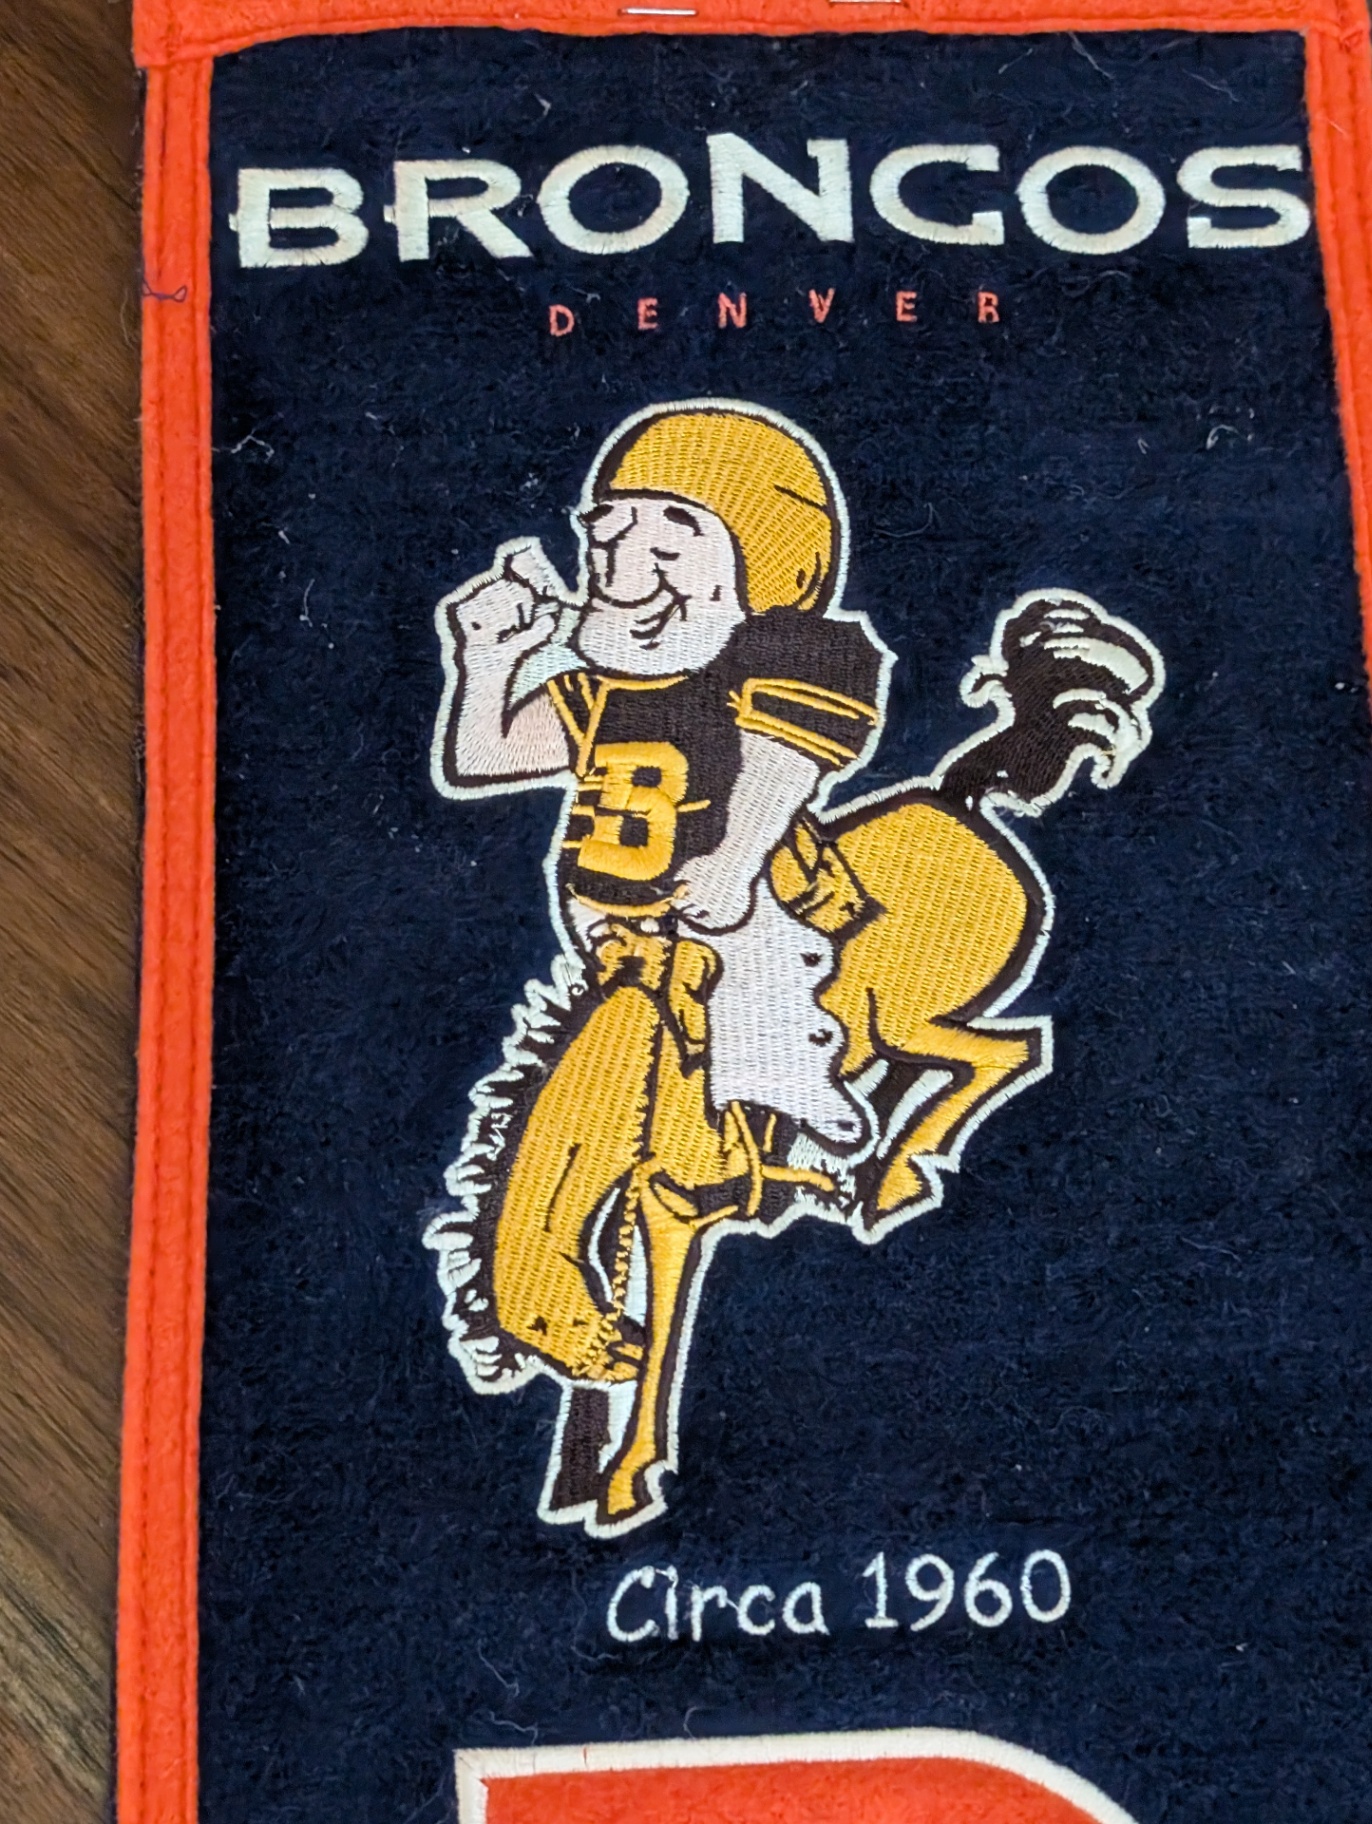 BRONCOS
DENVER
B
Circa 1960